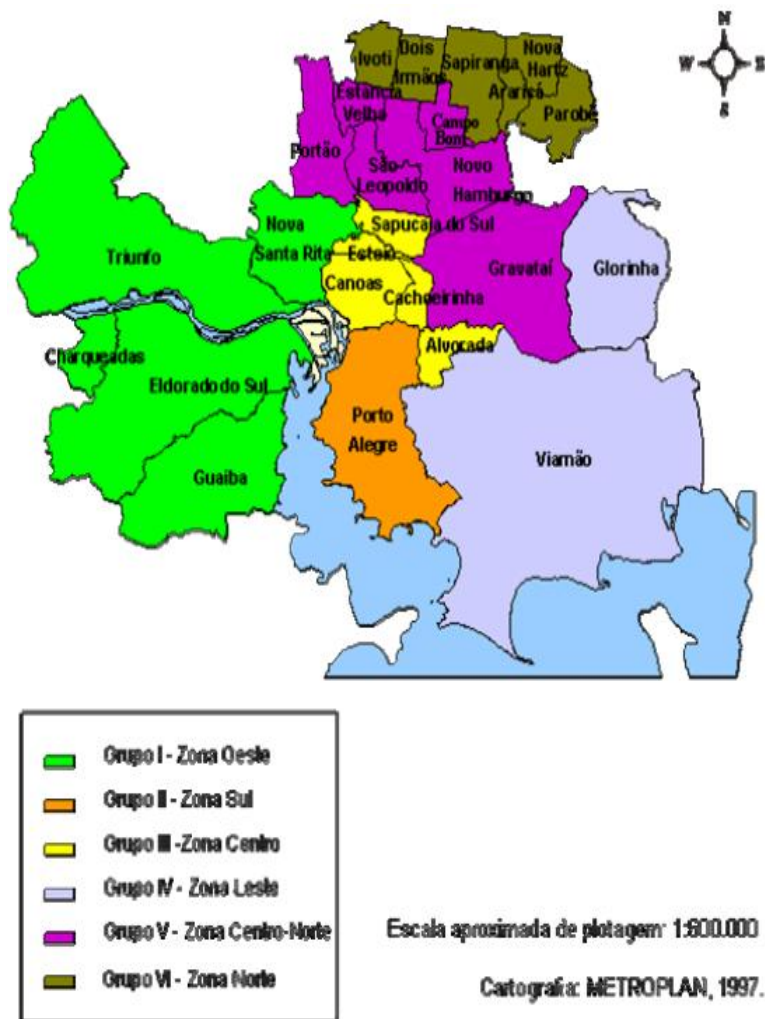 N
W
E
S
Ivoti
Dois
Irmãos
Sapiranga
Nova
Hartz
Araricá
Parobé
Estância
Velha
Campo
Bom
Portão
São
Leopoldo
Novo
Hamburgo
Nova
Santa Rita
Sapucaia do Sul
Triunfo
Esteio
Gravataí
Glorinha
Canoas
Cachoeirinha
Charqueadas
Alvorada
Eldorado do Sul
Porto
Alegre
Viamão
Guaíba
Grupo I - Zona Oeste
Grupo II - Zona Sul
Grupo III -Zona Centro
Grupo IV - Zona Leste
Grupo V - Zona Centro-Norte
Grupo VI - Zona Norte
Escala aproximada de plotagem: 1:600.000
Cartografia: METROPLAN, 1997.